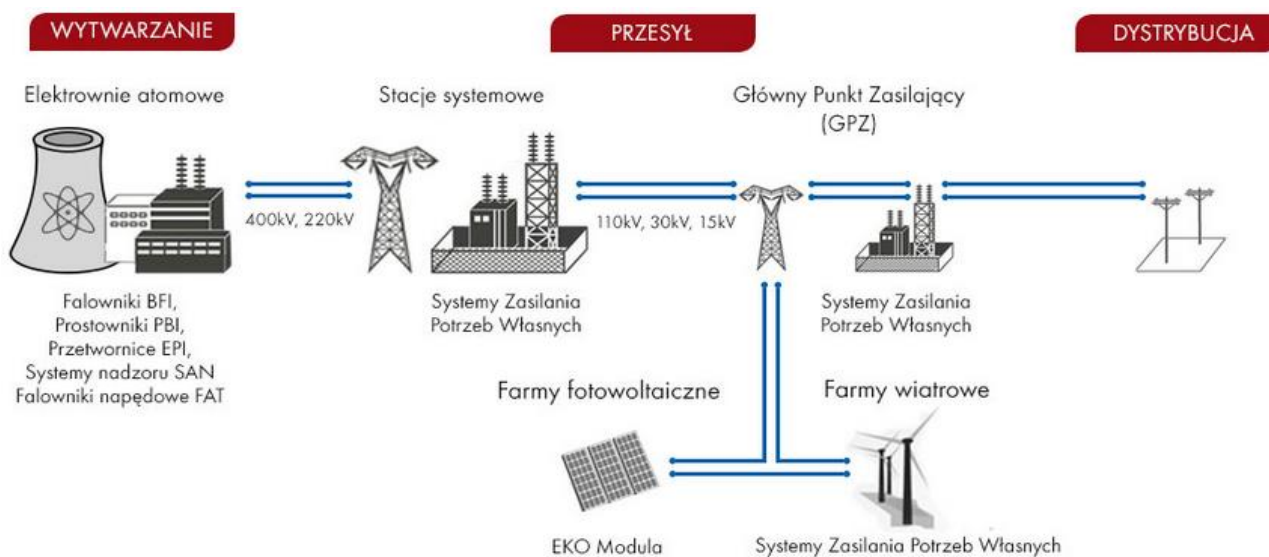 WYTWARZANIE
PRZESYŁ
DYSTRYBUCJA
Elektrownie atomowe
Stacje systemowe
Główny Punkt Zasilający
(GPZ)
400kV, 220kV
110kV, 30kV, 15kV
Falowniki BFI,
Prostowniki PBI,
Przetwornice EPI,
Systemy nadzoru SAN
Falowniki napędowe FAT
Systemy Zasilania
Potrzeb Własnych
Systemy Zasilania
Potrzeb Własnych
Farmy fotowoltaiczne
Farmy wiatrowe
EKO Modula
Systemy Zasilania Potrzeb Własnych